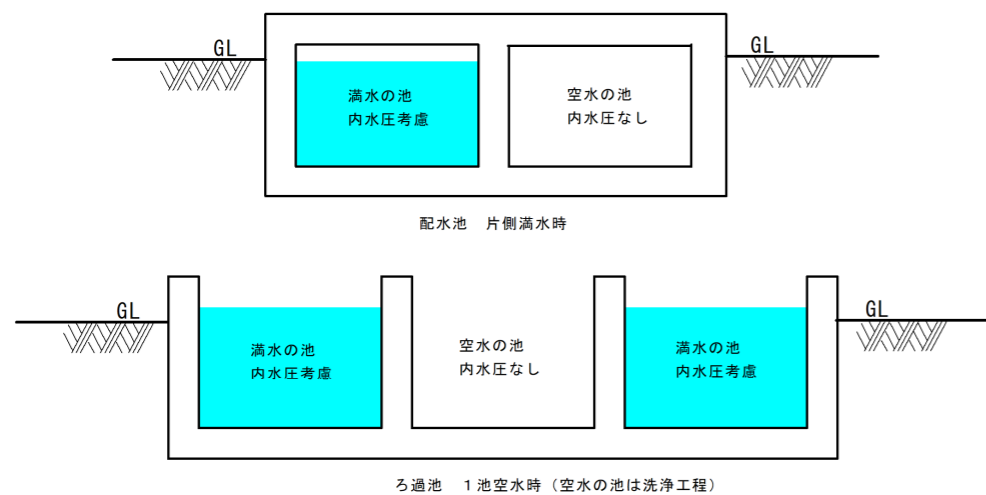 GL
GL
満水の池
内水圧考慮
空水の池
内水圧なし
配水池　片側満水時
GL
GL
満水の池
内水圧考慮
空水の池
内水圧なし
満水の池
内水圧考慮
ろ過池　１池空水時（空水の池は洗浄工程）